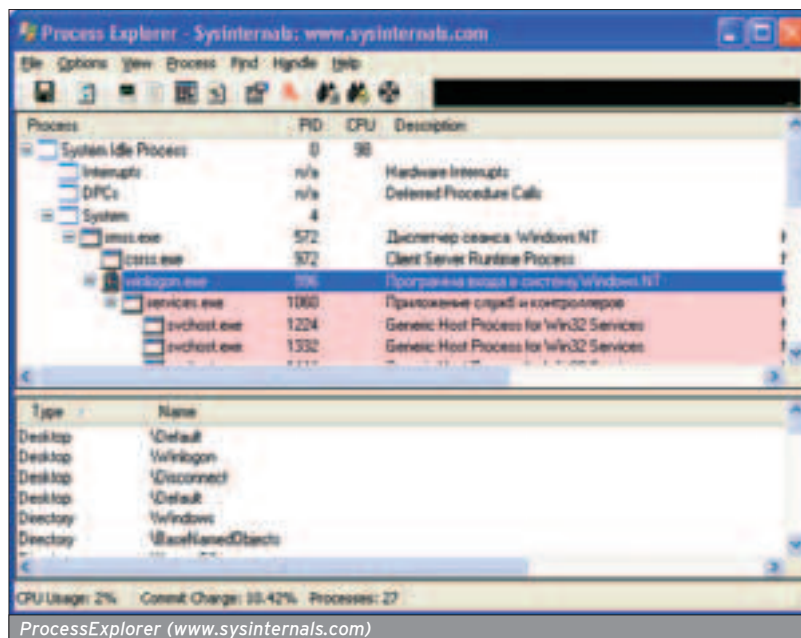 Process Explorer - Sysinternals: www.sysinternals.com
File Options View Process Find Handle Help
Process PID CPU Description
System Idle Process 0 98
Interrupts n/a Hardware Interrupts
DPCs n/a Deferred Procedure Calls
System 4
smss.exe 572 Диспетчер сеанса Windows NT
csrss.exe 972 Client Server Runtime Process
winlogon.exe 996 Программа входа в систему Windows NT
services.exe 1060 Приложение служб и контроллеров
svchost.exe 1224 Generic Host Process for Win32 Services
svchost.exe 1332 Generic Host Process for Win32 Services
Type Name
Desktop \Default
Desktop \Winlogon
Desktop \Disconnect
Desktop \Default
Directory \Windows
Directory \BaseNamedObjects
CPU Usage: 2% Commit Charge: 10.42% Processes: 27
ProcessExplorer (www.sysinternals.com)